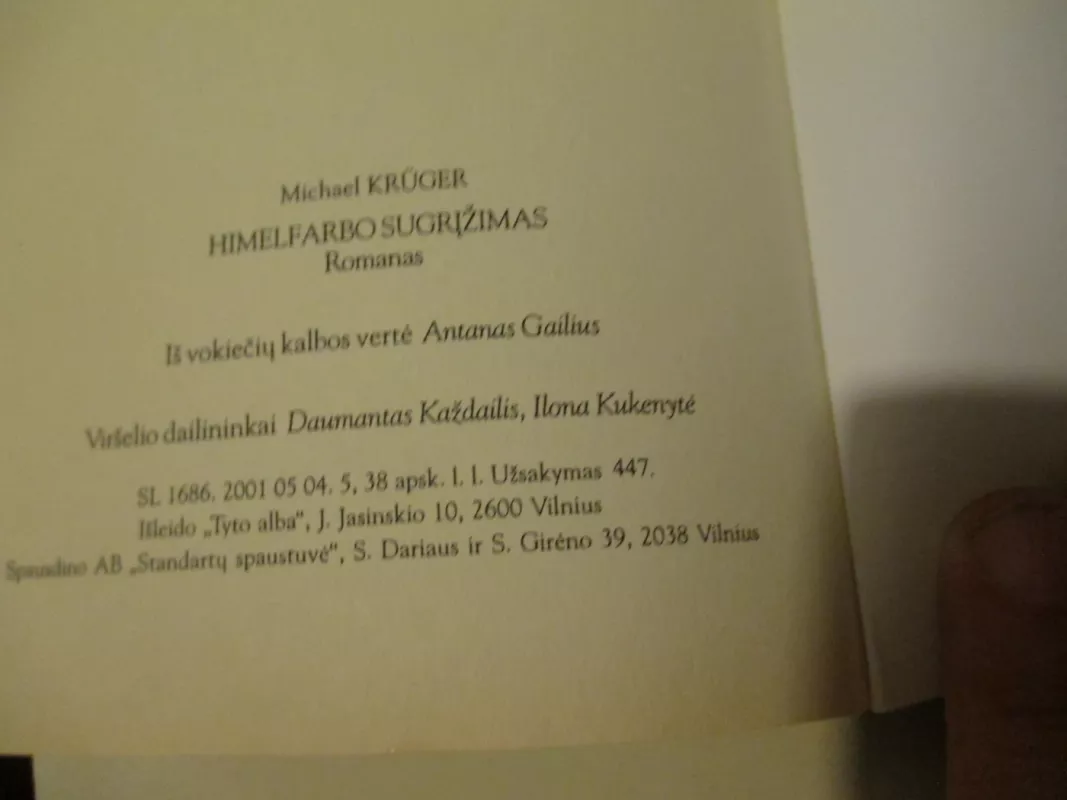 Michael KRÜGER
HIMELFARBO SUGRĮŽIMAS
Romanas
Iš vokiečių kalbos vertė Antanas Gailius
Viršelio dailininkai Daumantas Každailis, Ilona Kukenytė
SL 1686. 2001 05 04. 5, 38 apsk. l. l. Užsakymas 447.
Išleido „Tyto alba“, J. Jasinskio 10, 2600 Vilnius
Spausdino AB „Standartų spaustuvė“, S. Dariaus ir S. Girėno 39, 2038 Vilnius